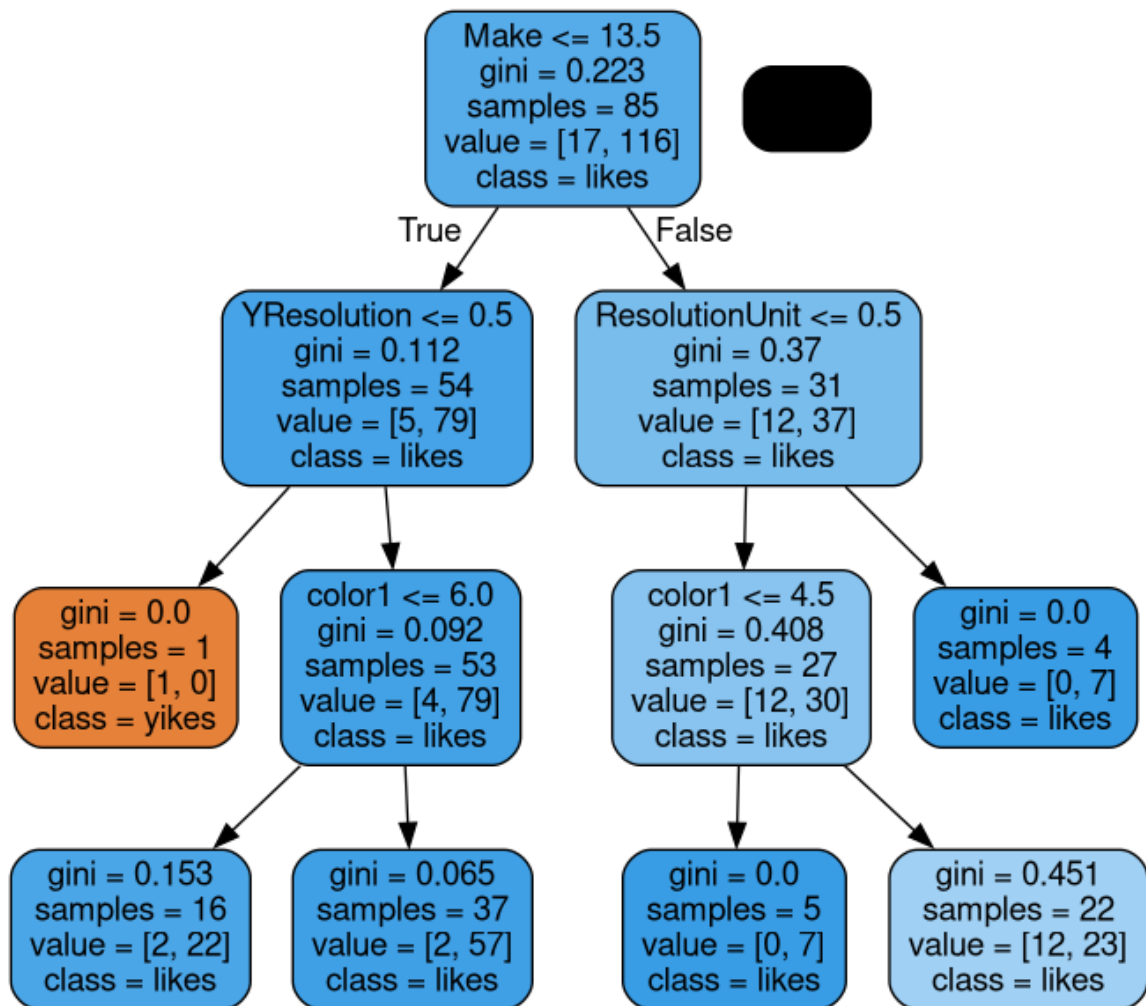 Make <= 13.5
gini = 0.223
samples = 85
value = [17, 116]
class = likes
True
False
YResolution <= 0.5
gini = 0.112
samples = 54
value = [5, 79]
class = likes
ResolutionUnit <= 0.5
gini = 0.37
samples = 31
value = [12, 37]
class = likes
gini = 0.0
samples = 1
value = [1, 0]
class = yikes
color1 <= 6.0
gini = 0.092
samples = 53
value = [4, 79]
class = likes
color1 <= 4.5
gini = 0.408
samples = 27
value = [12, 30]
class = likes
gini = 0.0
samples = 4
value = [0, 7]
class = likes
gini = 0.153
samples = 16
value = [2, 22]
class = likes
gini = 0.065
samples = 37
value = [2, 57]
class = likes
gini = 0.0
samples = 5
value = [0, 7]
class = likes
gini = 0.451
samples = 22
value = [12, 23]
class = likes